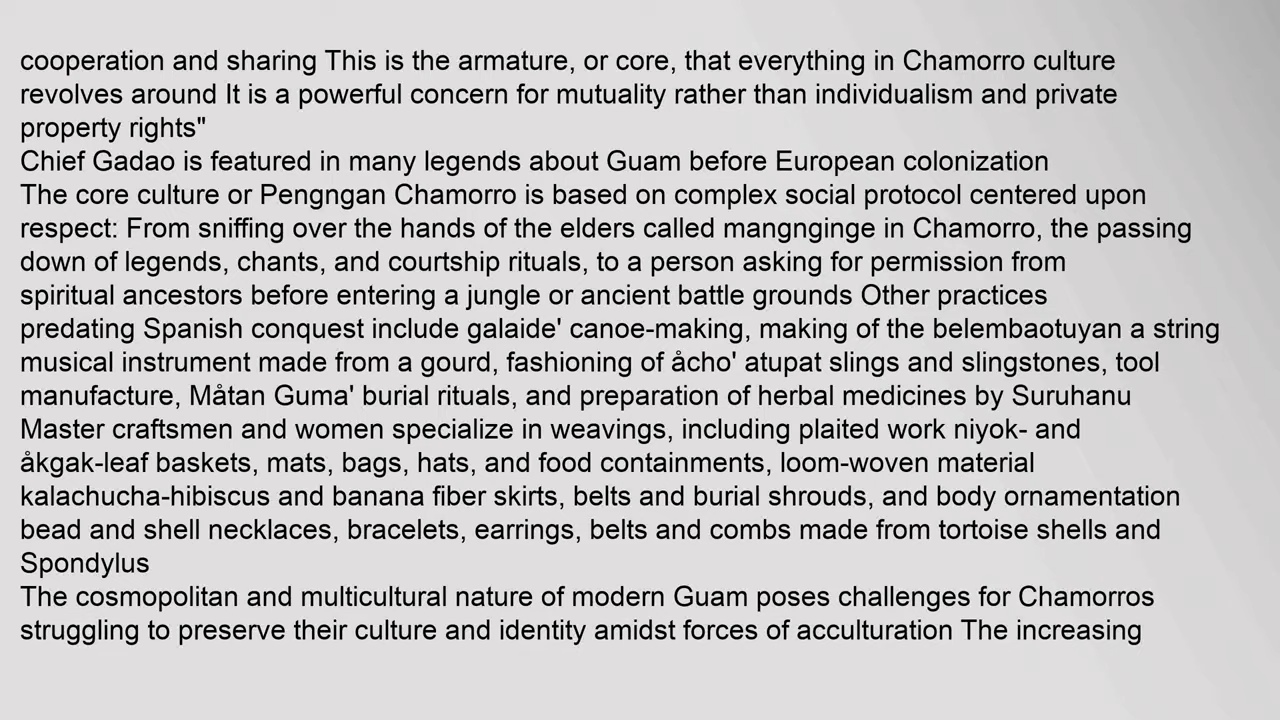 cooperation and sharing This is the armature, or core, that everything in Chamorro culture
revolves around It is a powerful concern for mutuality rather than individualism and private
property rights"
Chief Gadao is featured in many legends about Guam before European colonization
The core culture or Pengngan Chamorro is based on complex social protocol centered upon
respect: From sniffing over the hands of the elders called mangnginge in Chamorro, the passing
down of legends, chants, and courtship rituals, to a person asking for permission from
spiritual ancestors before entering a jungle or ancient battle grounds Other practices
predating Spanish conquest include galaide' canoe-making, making of the belembaotuyan a string
musical instrument made from a gourd, fashioning of åcho' atupat slings and slingstones, tool
manufacture, Måtan Guma' burial rituals, and preparation of herbal medicines by Suruhanu
Master craftsmen and women specialize in weavings, including plaited work niyok- and
åkgak-leaf baskets, mats, bags, hats, and food containments, loom-woven material
kalachucha-hibiscus and banana fiber skirts, belts and burial shrouds, and body ornamentation
bead and shell necklaces, bracelets, earrings, belts and combs made from tortoise shells and
Spondylus
The cosmopolitan and multicultural nature of modern Guam poses challenges for Chamorros
struggling to preserve their culture and identity amidst forces of acculturation The increasing